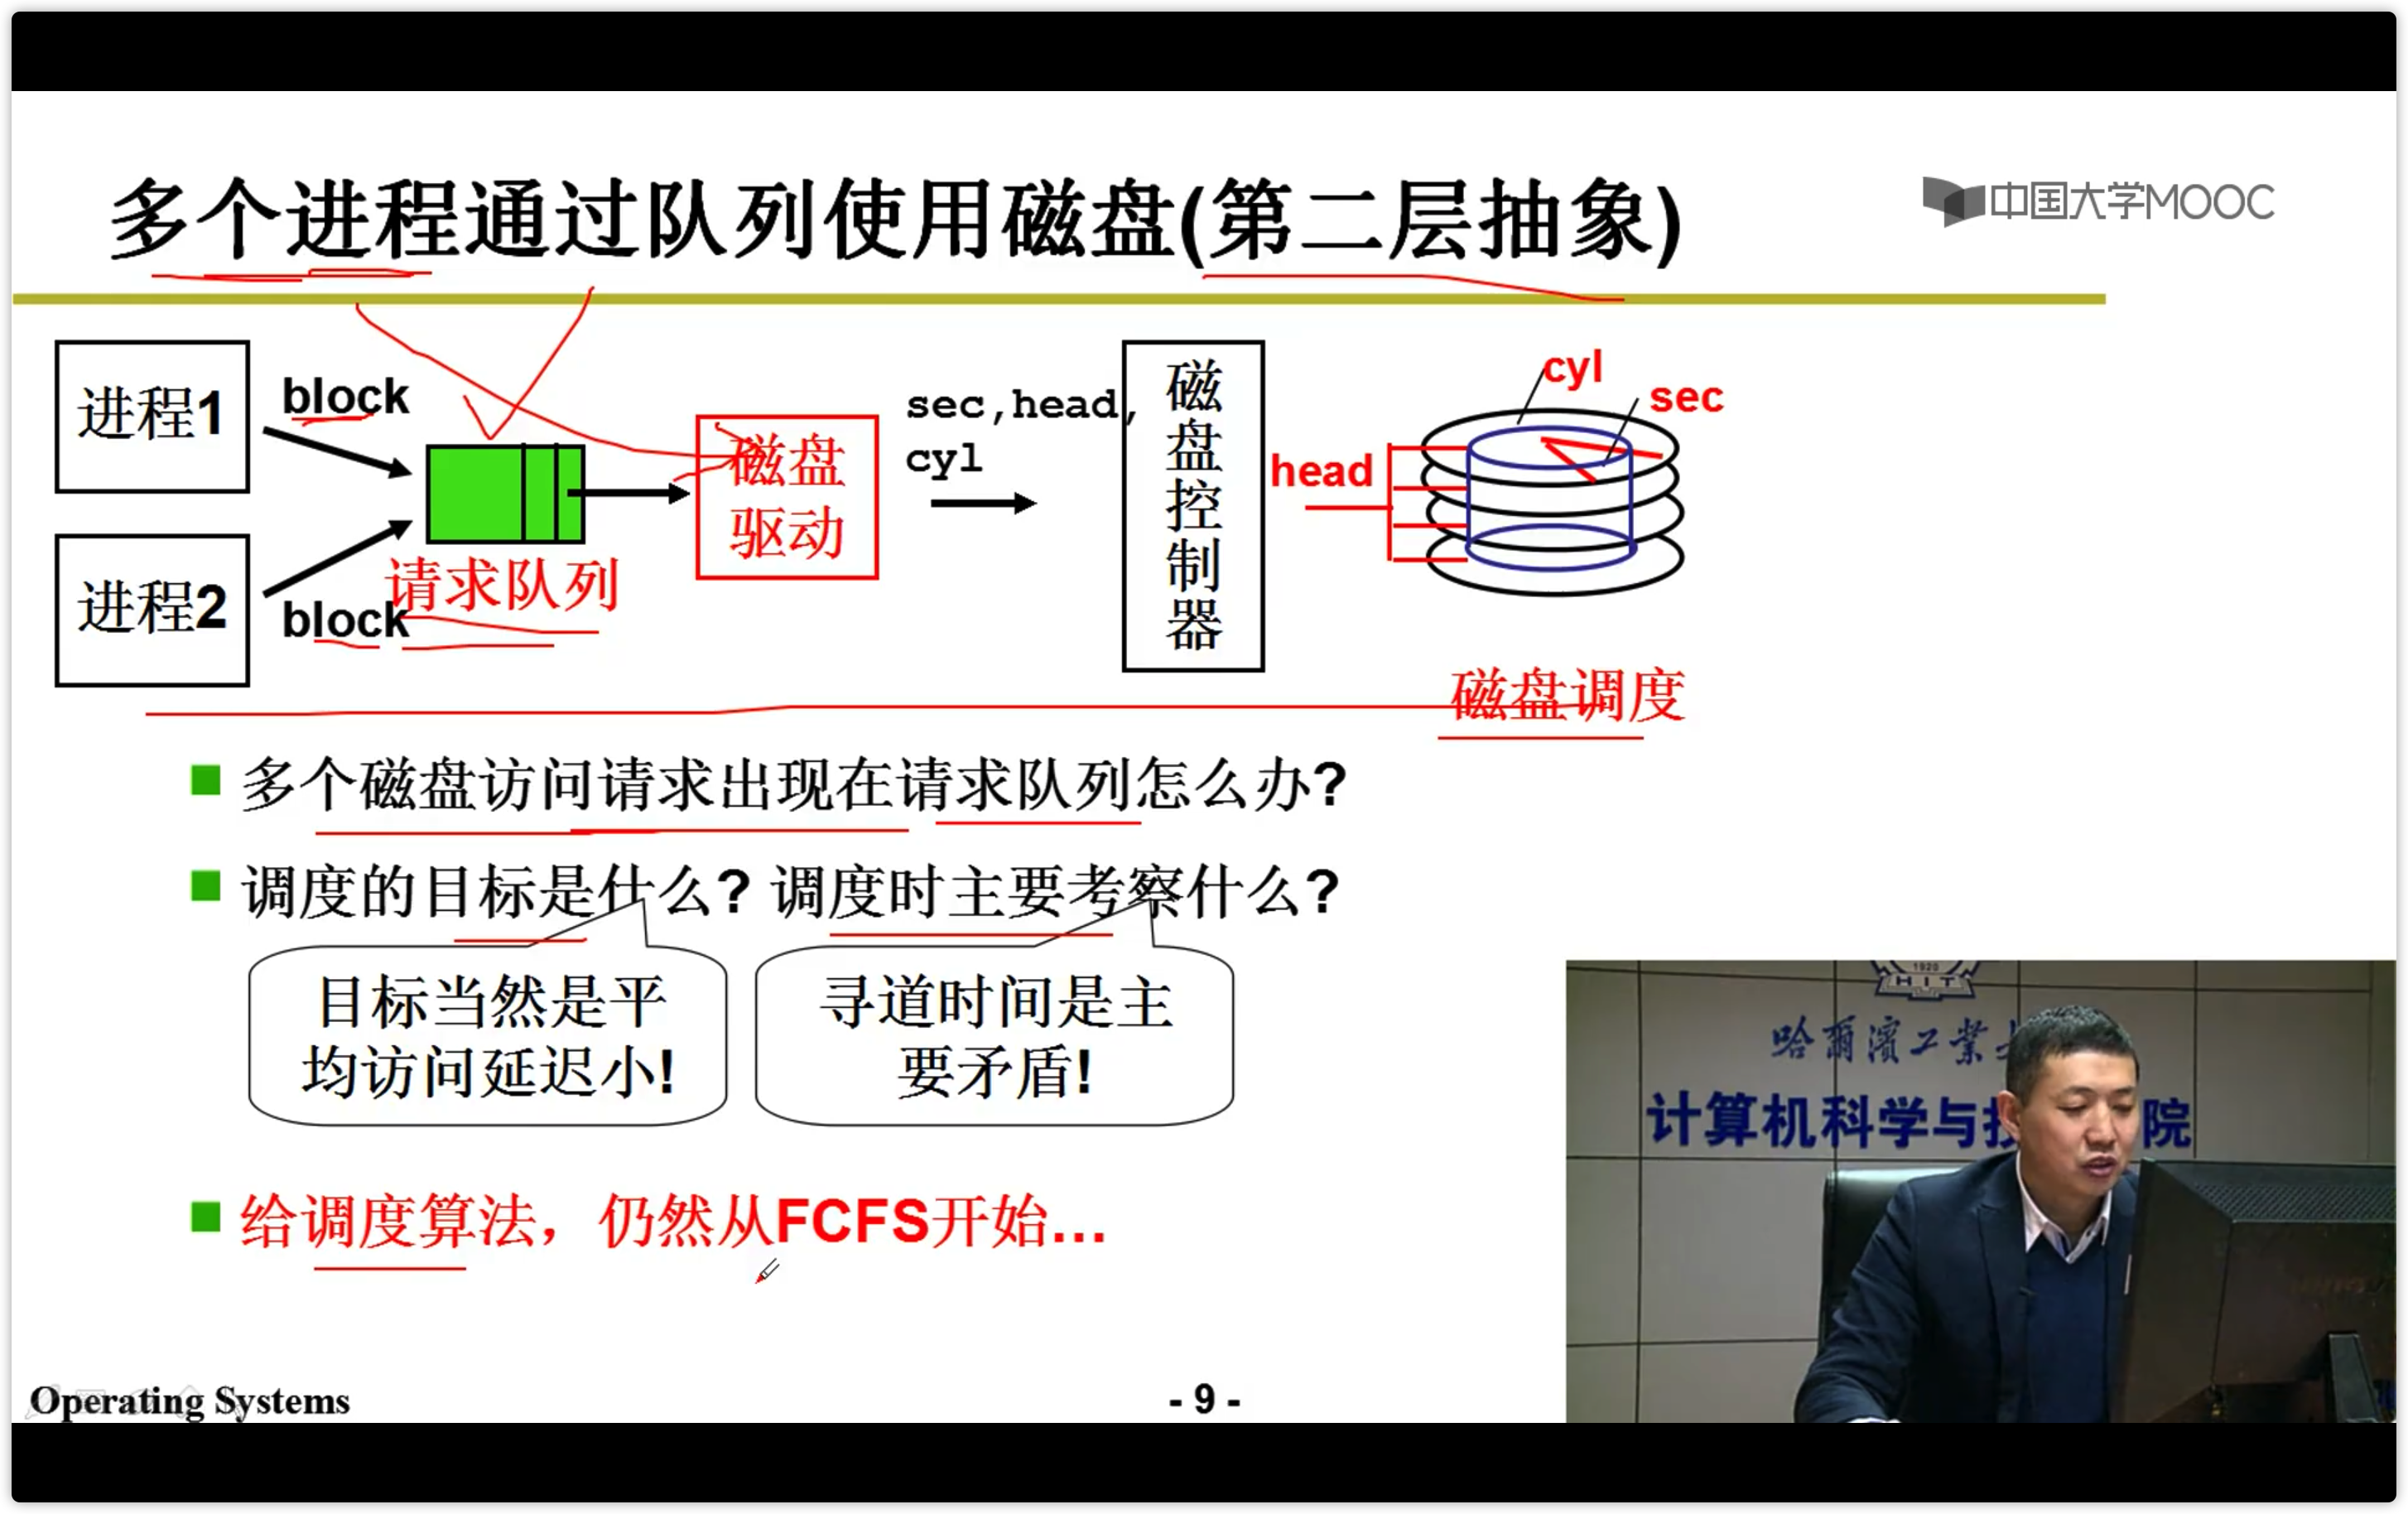 多个进程通过队列使用磁盘(第二层抽象)
中国大学MOOC
进程1
block
进程2
block
请求队列
磁盘
驱动
sec,head,
cyl
磁盘控制器
head
cyl
sec
磁盘调度
多个磁盘访问请求出现在请求队列怎么办?
调度的目标是什么? 调度时主要考察什么?
目标当然是平
均访问延迟小!
寻道时间是主
要矛盾!
给调度算法，仍然从FCFS开始...
1920
HIT
哈爾濱工業
计算机科学与技 院
Operating Systems
- 9 -